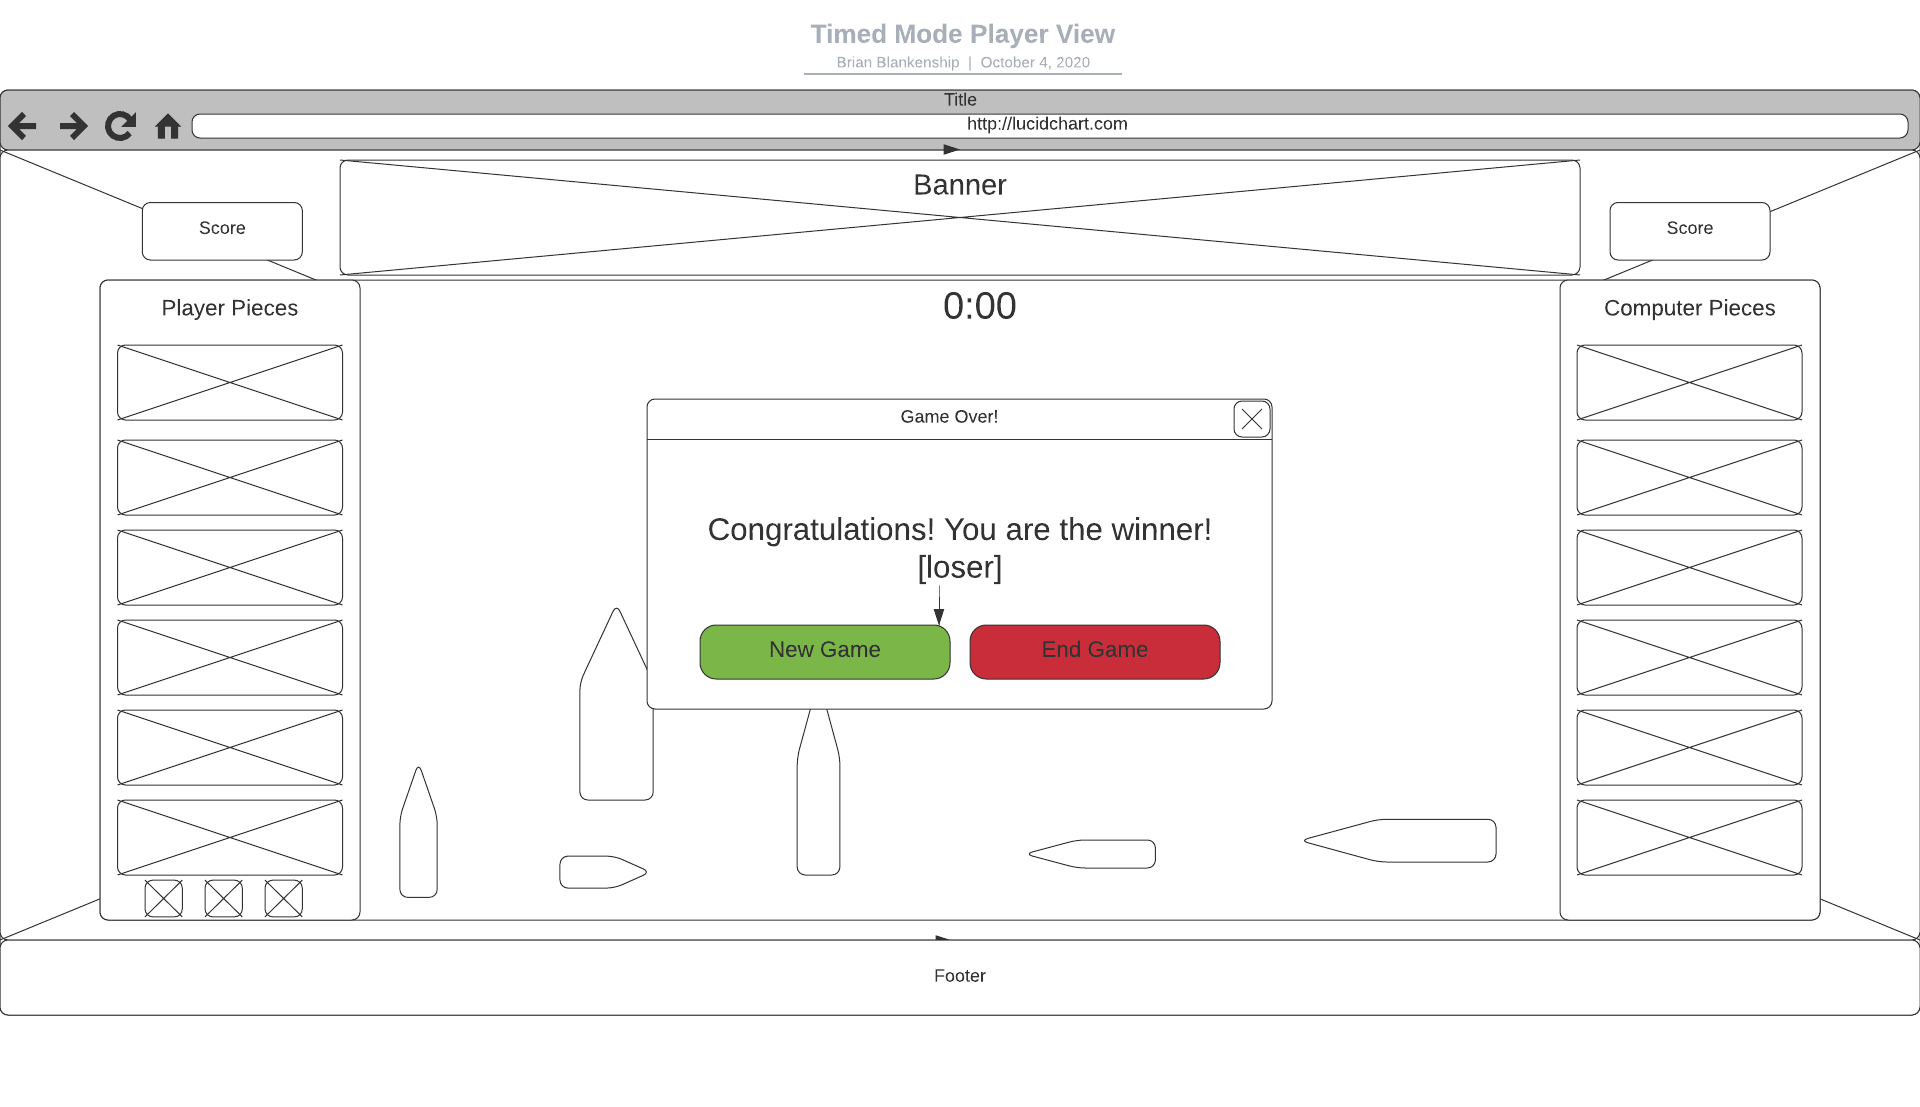 Timed Mode Player View
Brian Blankenship | October 4, 2020
Title
http://lucidchart.com
Banner
Score
Score
Player Pieces
0:00
Computer Pieces
Game Over!
Congratulations! You are the winner!
[loser]
New Game
End Game
Footer